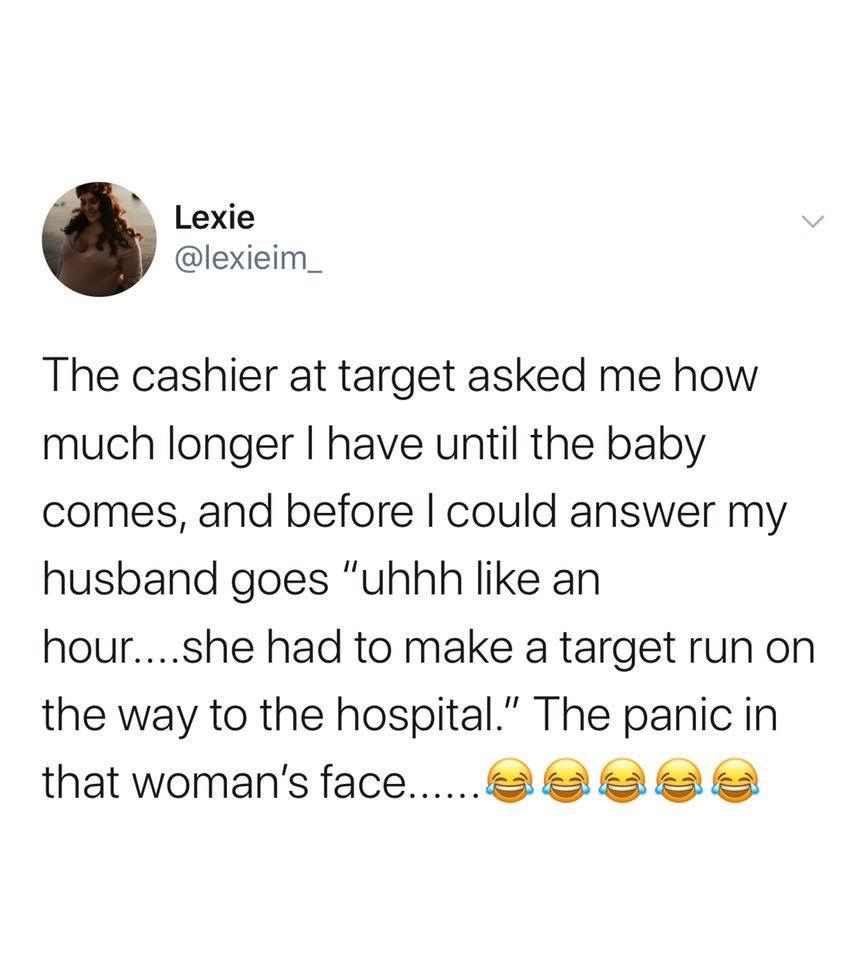 Lexie
@lexieim_
The cashier at target asked me how
much longer I have until the baby
comes, and before I could answer my
husband goes “uhhh like an
hour....she had to make a target run on
the way to the hospital.” The panic in
that woman’s face......😂😂😂😂😂